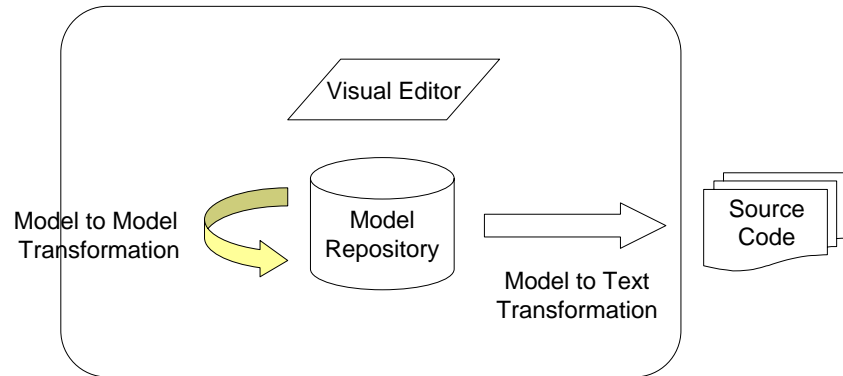 Visual Editor
Model to Model
Transformation
Model
Repository
Model to Text
Transformation
Source
Code